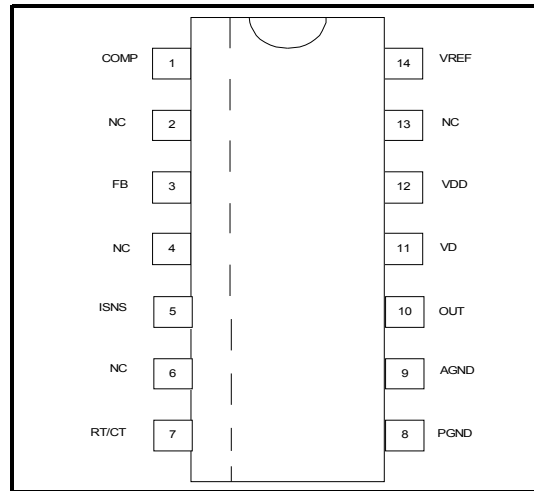 COMP 1 14 VREF
NC 2 13 NC
FB 3 12 VDD
NC 4 11 VD
ISNS 5 10 OUT
NC 6 9 AGND
RT/CT 7 8 PGND